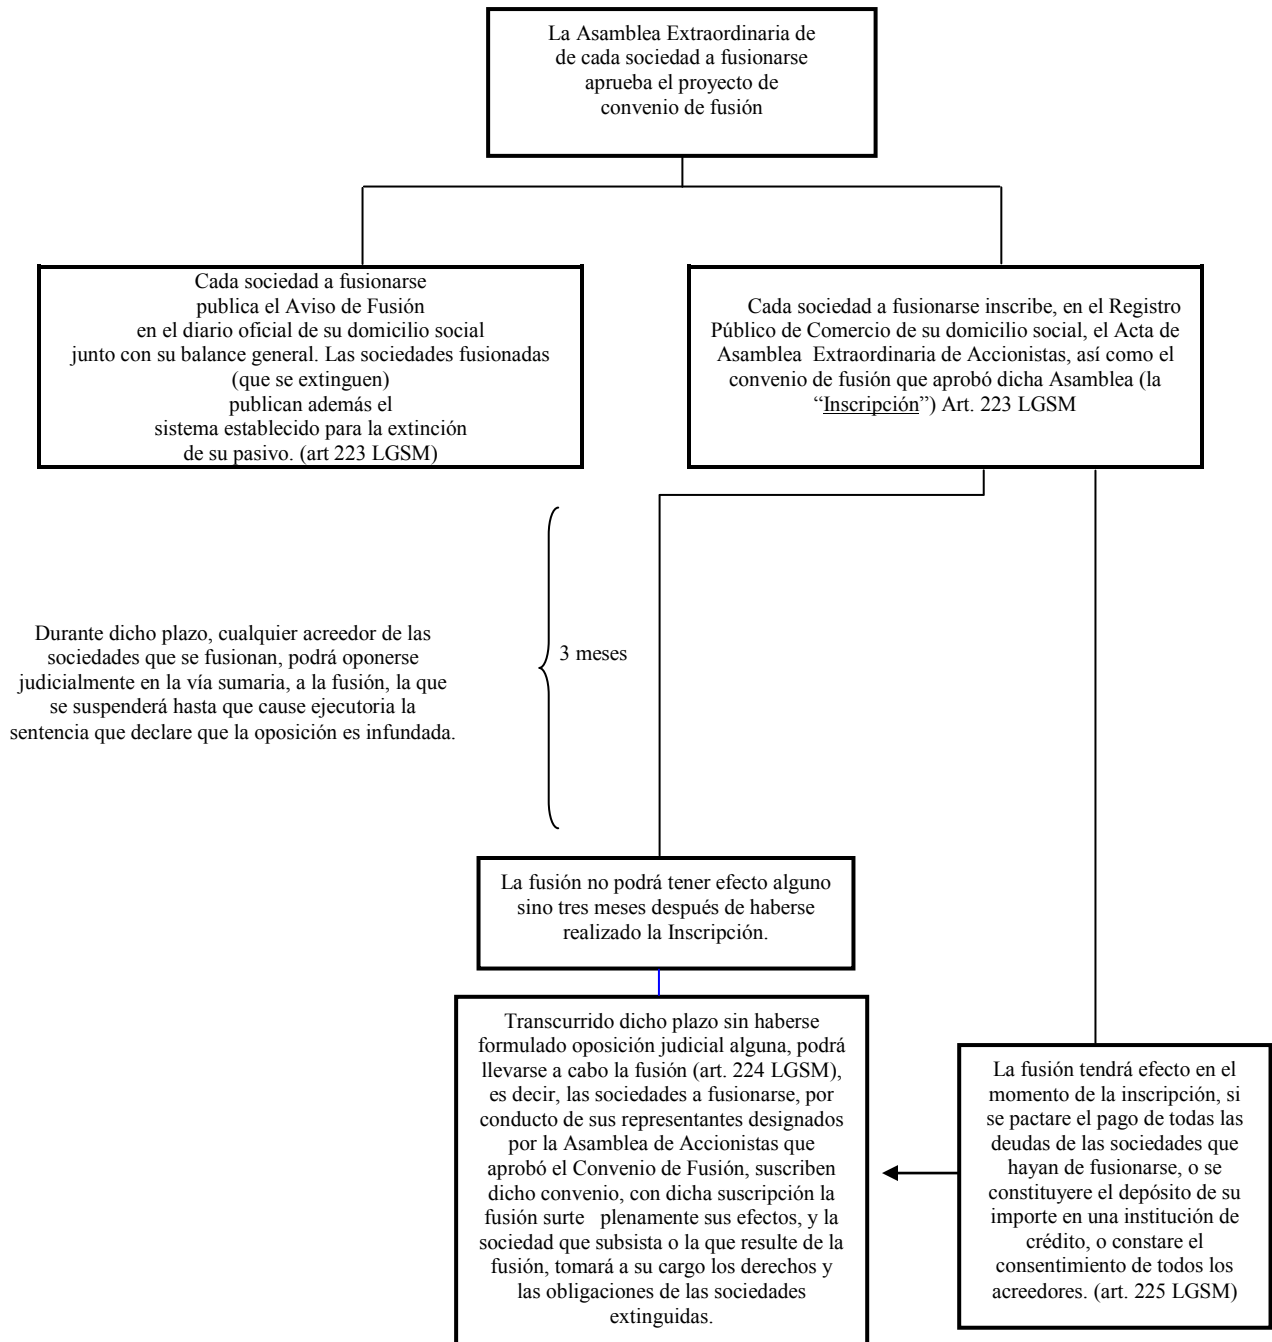 La Asamblea Extraordinaria de
de cada sociedad a fusionarse
aprueba el proyecto de
convenio de fusión
Cada sociedad a fusionarse
publica el Aviso de Fusión
en el diario oficial de su domicilio social
junto con su balance general. Las sociedades fusionadas
(que se extinguen)
publican además el
sistema establecido para la extinción
de su pasivo. (art 223 LGSM)
Cada sociedad a fusionarse inscribe, en el Registro
Público de Comercio de su domicilio social, el Acta de
Asamblea Extraordinaria de Accionistas, así como el
convenio de fusión que aprobó dicha Asamblea (la
“Inscripción”) Art. 223 LGSM
Durante dicho plazo, cualquier acreedor de las
sociedades que se fusionan, podrá oponerse
judicialmente en la vía sumaria, a la fusión, la que
se suspenderá hasta que cause ejecutoria la
sentencia que declare que la oposición es infundada.
3 meses
La fusión no podrá tener efecto alguno
sino tres meses después de haberse
realizado la Inscripción.
Transcurrido dicho plazo sin haberse
formulado oposición judicial alguna, podrá
llevarse a cabo la fusión (art. 224 LGSM),
es decir, las sociedades a fusionarse, por
conducto de sus representantes designados
por la Asamblea de Accionistas que
aprobó el Convenio de Fusión, suscriben
dicho convenio, con dicha suscripción la
fusión surte plenamente sus efectos, y la
sociedad que subsista o la que resulte de la
fusión, tomará a su cargo los derechos y
las obligaciones de las sociedades
extinguidas.
La fusión tendrá efecto en el
momento de la inscripción, si
se pactare el pago de todas las
deudas de las sociedades que
hayan de fusionarse, o se
constituyere el depósito de su
importe en una institución de
crédito, o constare el
consentimiento de todos los
acreedores. (art. 225 LGSM)